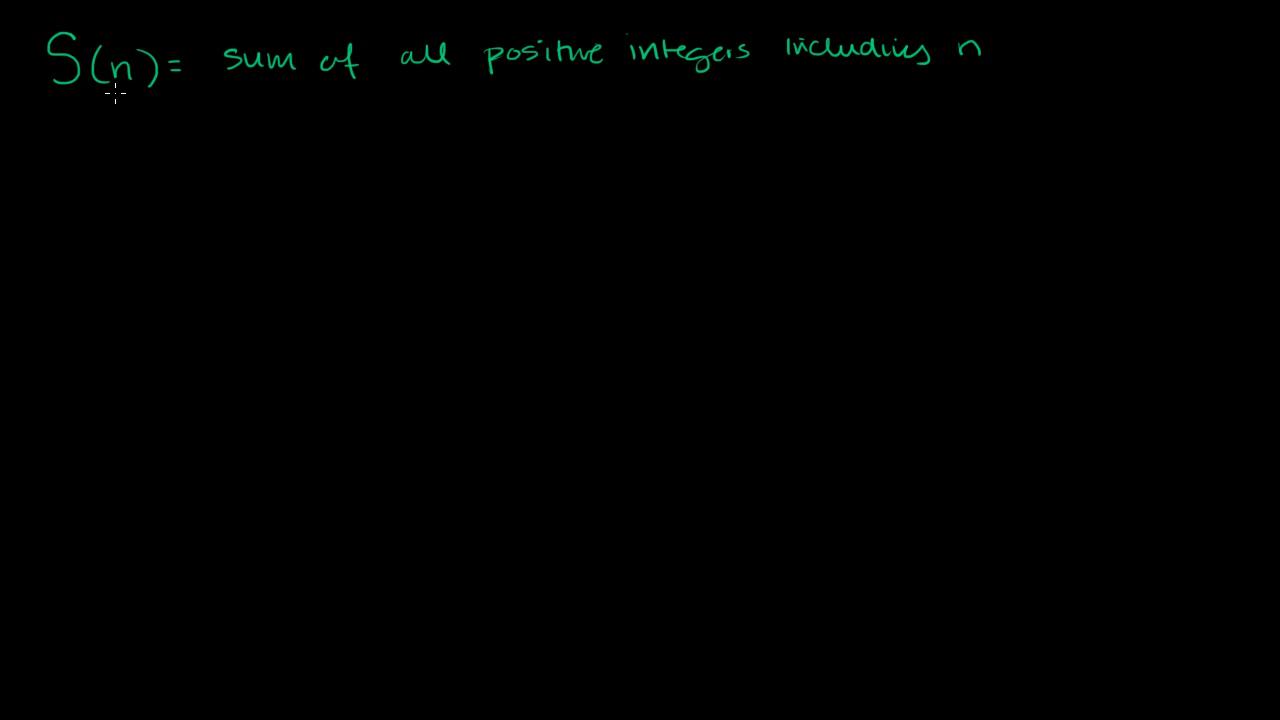 S(n) = sum of all positive integers including n